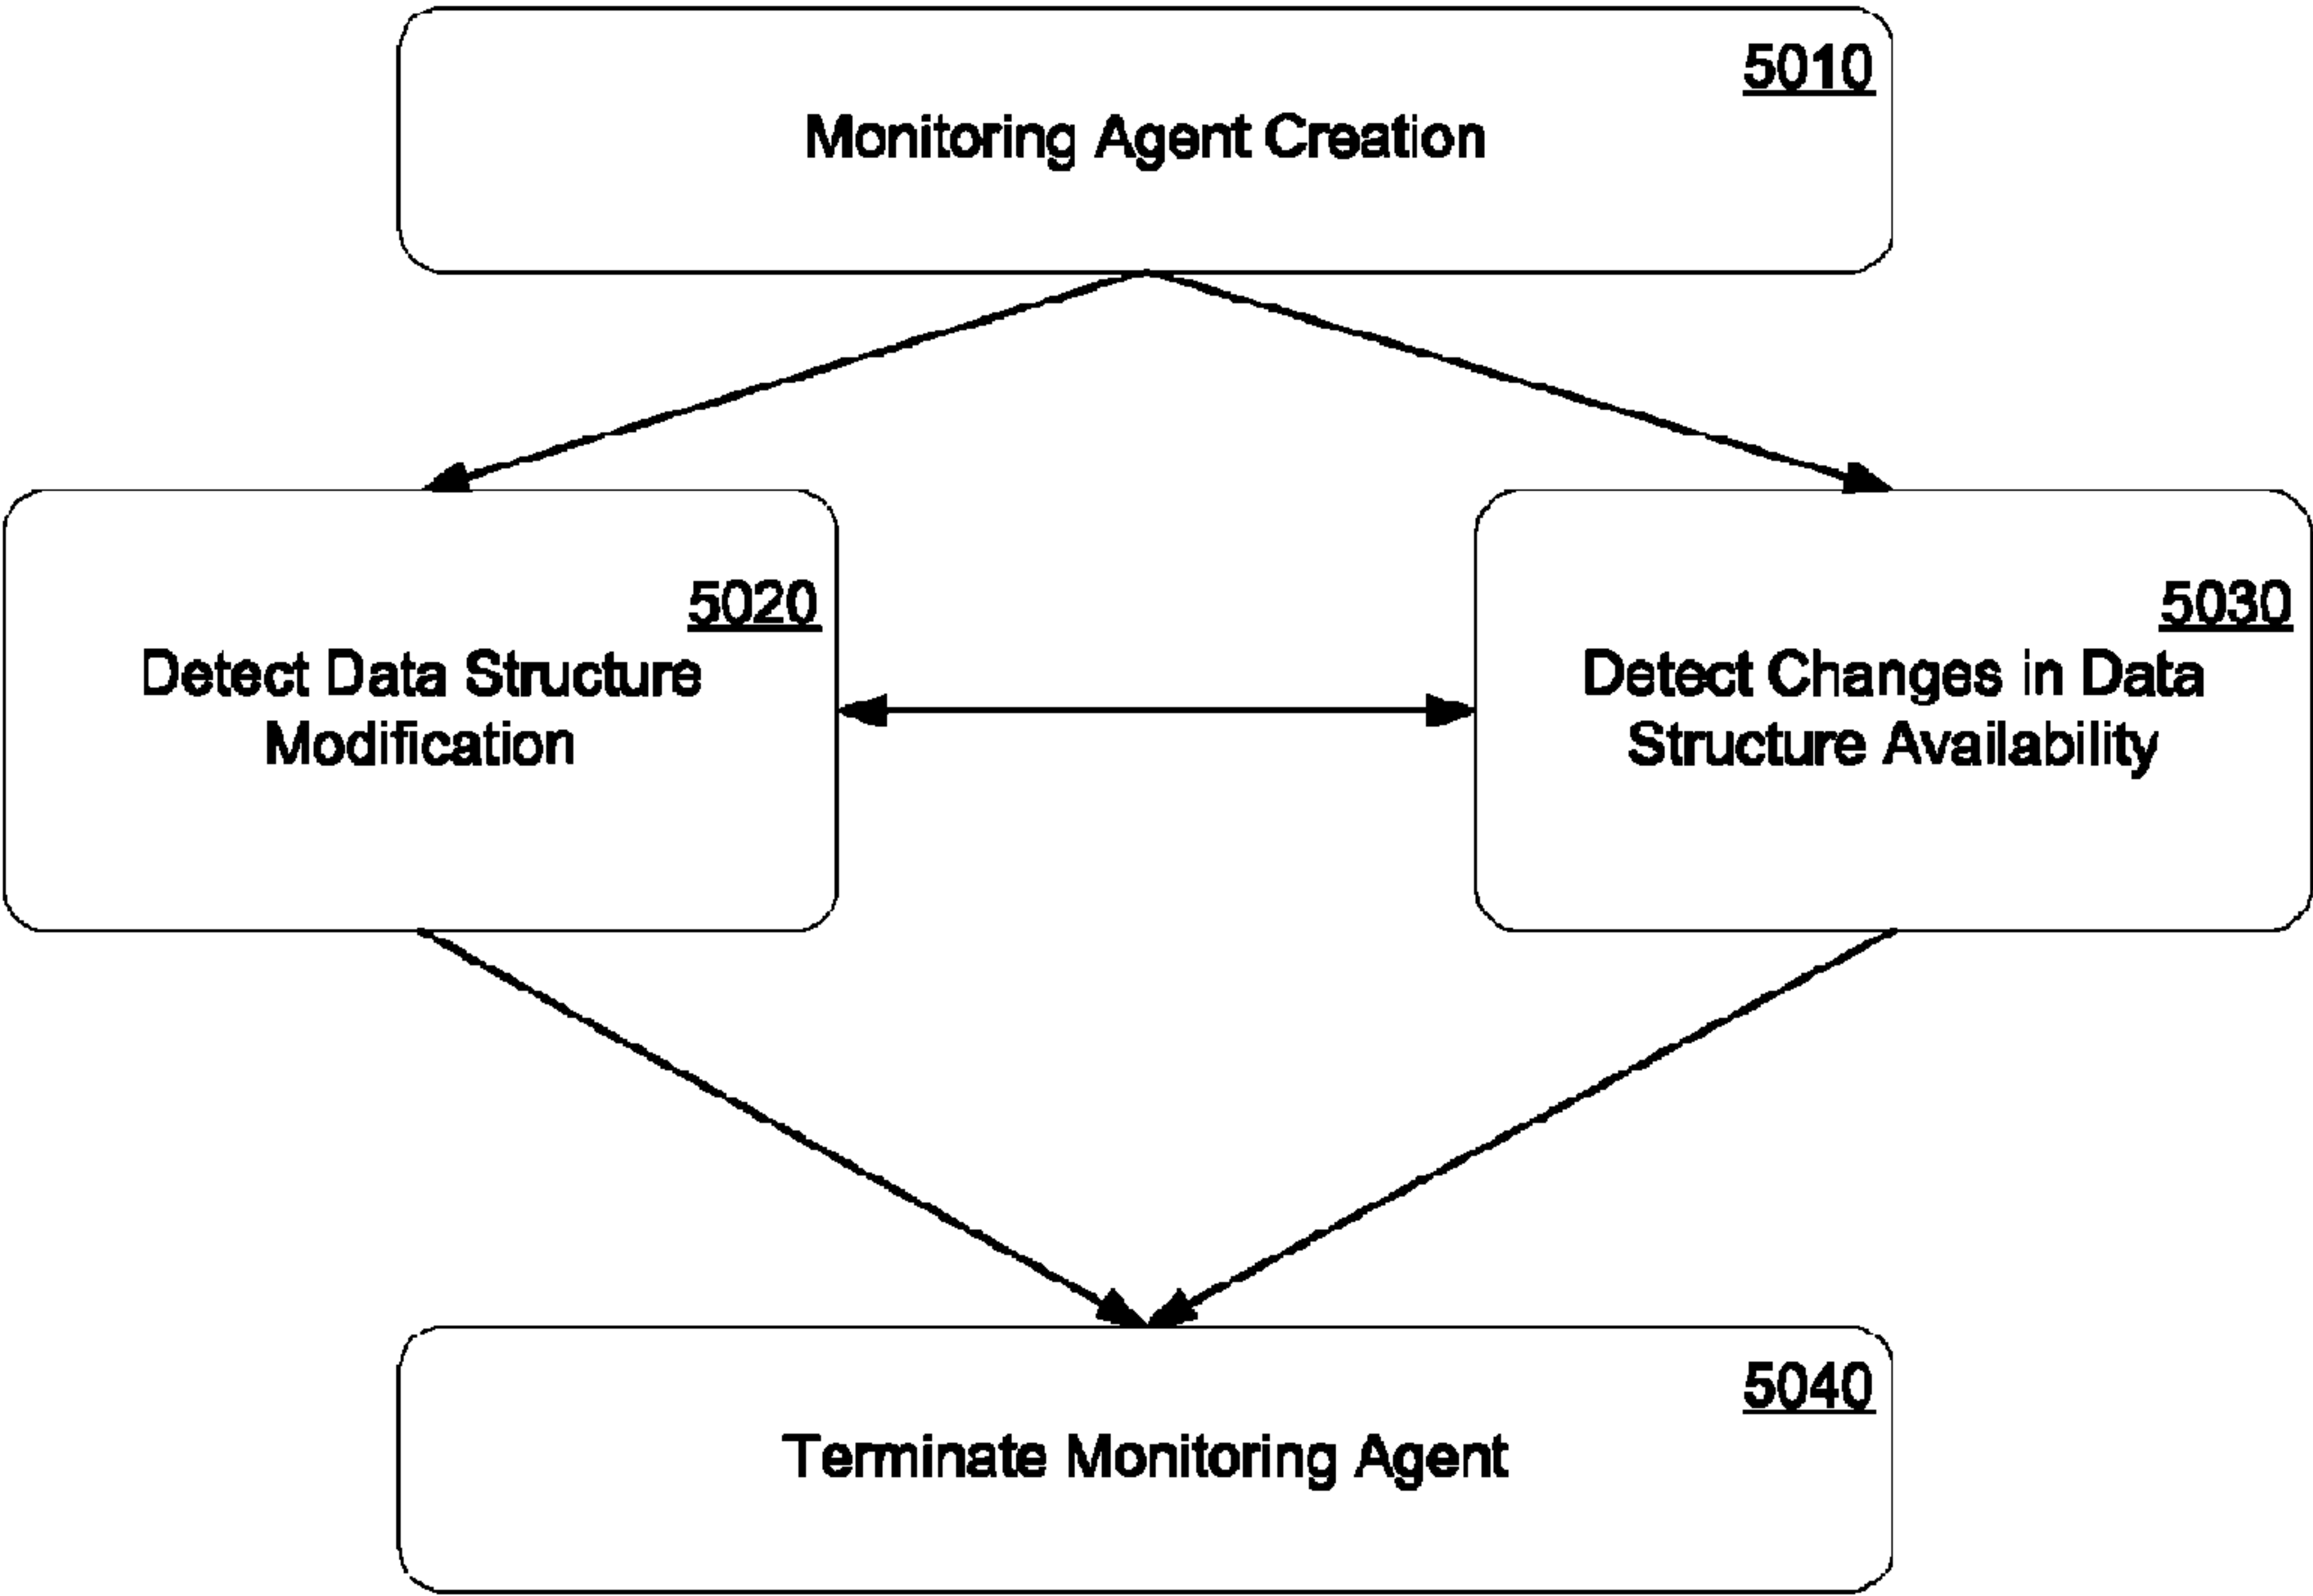 5010
Monitoring Agent Creation
5020
Detect Data Structure
Modification
5030
Detect Changes in Data
Structure Availability
5040
Terminate Monitoring Agent